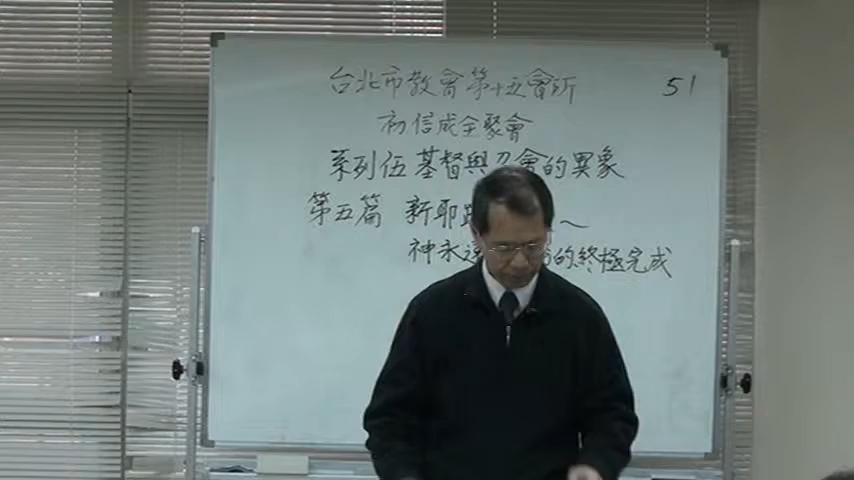 台北市教會第十五會所
51
初信成全聚會
系列伍 基督與召會的異象
第五篇 新耶路 ～
神永遠 的終極完成